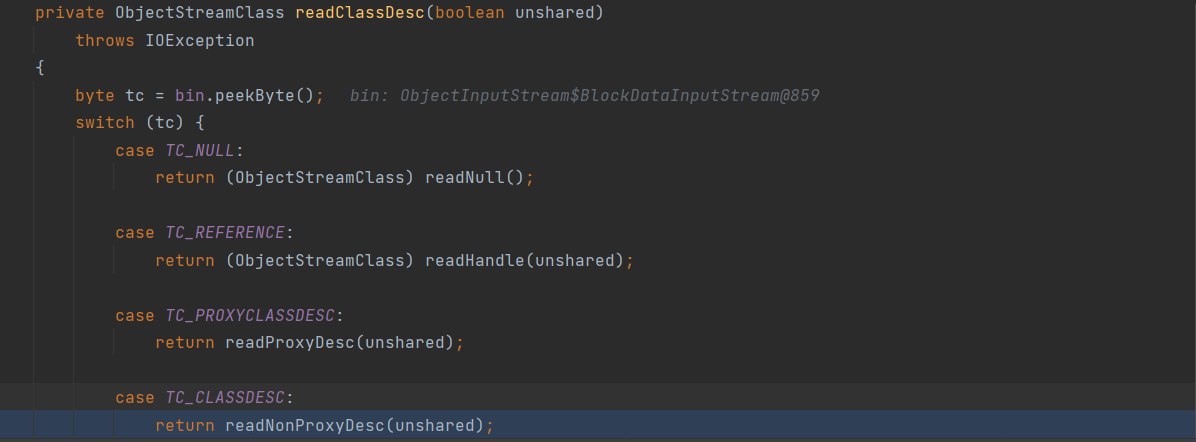 private ObjectStreamClass readClassDesc(boolean unshared)
throws IOException
{
byte tc = bin.peekByte(); bin: ObjectInputStream$BlockDataInputStream@859
switch (tc) {
case TC_NULL:
return (ObjectStreamClass) readNull();
case TC_REFERENCE:
return (ObjectStreamClass) readHandle(unshared);
case TC_PROXYCLASSDESC:
return readProxyDesc(unshared);
case TC_CLASSDESC:
return readNonProxyDesc(unshared);